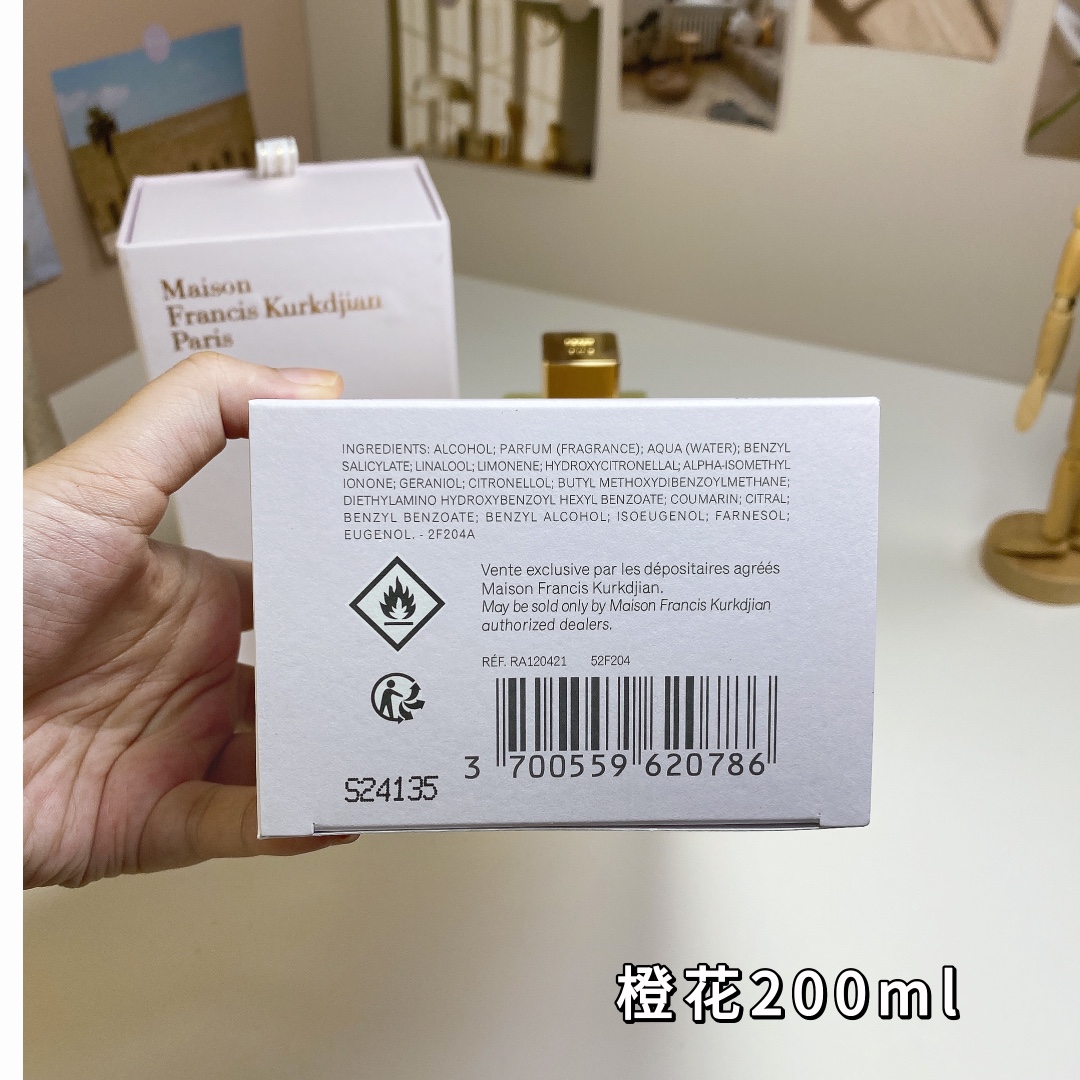 Maison
Francis Kurkdjian
Paris
INGREDIENTS: ALCOHOL; PARFUM (FRAGRANCE); AQUA (WATER); BENZYL
SALICYLATE; LINALOOL; LIMONENE; HYDROXYCITRONELLAL; ALPHA-ISOMETHYL
IONONE; GERANIOL; CITRONELLOL; BUTYL METHOXYDIBENZOYLMETHANE;
DIETHYLAMINO HYDROXYBENZOYL HEXYL BENZOATE; COUMARIN; CITRAL;
BENZYL BENZOATE; BENZYL ALCOHOL; ISOEUGENOL; FARNESOL;
EUGENOL. - 2F204A
Vente exclusive par les dépositaires agréés
Maison Francis Kurkdjian.
May be sold only by Maison Francis Kurkdjian
authorized dealers.
RÉF. RA120421 52F204
3 700559 620786
S24135
橙花200ml